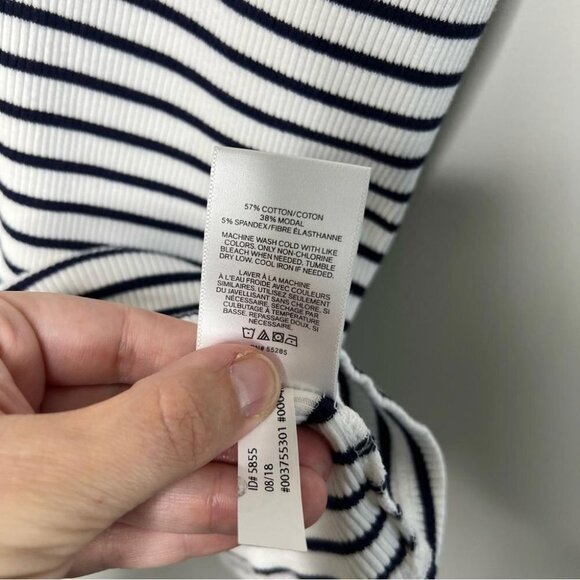 57% COTTON/COTON
38% MODAL
5% SPANDEX/FIBRE ÉLASTHANNE
MACHINE WASH COLD WITH LIKE
COLORS. ONLY NON-CHLORINE
BLEACH WHEN NEEDED. TUMBLE
DRY LOW. COOL IRON IF NEEDED.
LAVER À LA MACHINE
À L'EAU FROIDE AVEC COULEURS
SIMILAIRES. UTILISEZ SEULEMENT
DU JAVELLISANT SANS CHLORE, SI
NÉCESSAIRE. SÉCHAGE PAR
CULBUTAGE À TEMPÉRATURE
BASSE. REPASSAGE DOUX, SI
NÉCESSAIRE.
55285
ID# 5855
08/18
#003755301